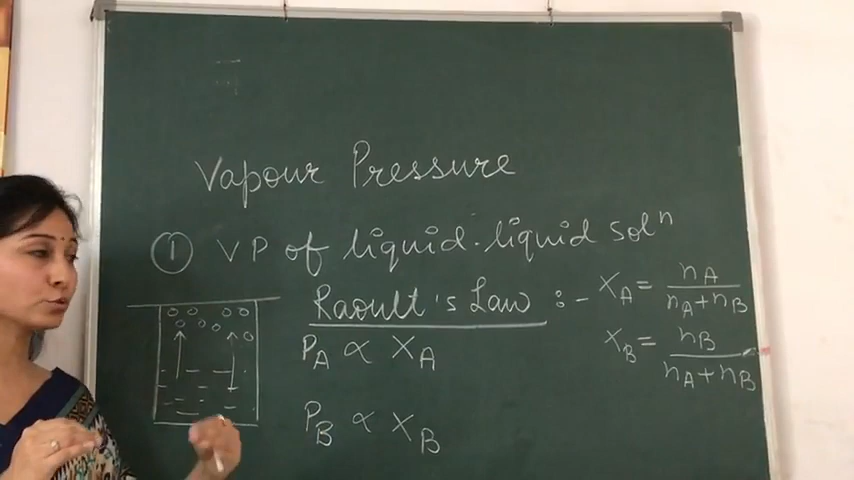 Vapour Pressure
① VP of liquid-liquid solⁿ
Raoult's Law :- X_A = n_A / n_A + n_B
P_A ∝ X_A
X_B = n_B / n_A + n_B
P_B ∝ X_B